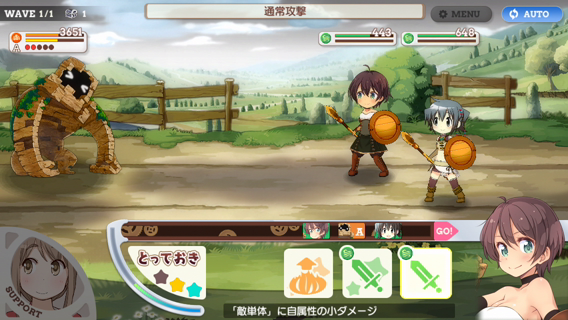 WAVE 1/1
1
通常攻撃
MENU
AUTO
3651
A
443
648
A
GO!
とっておき
SUPPORT
「敵単体」に自属性の小ダメージ